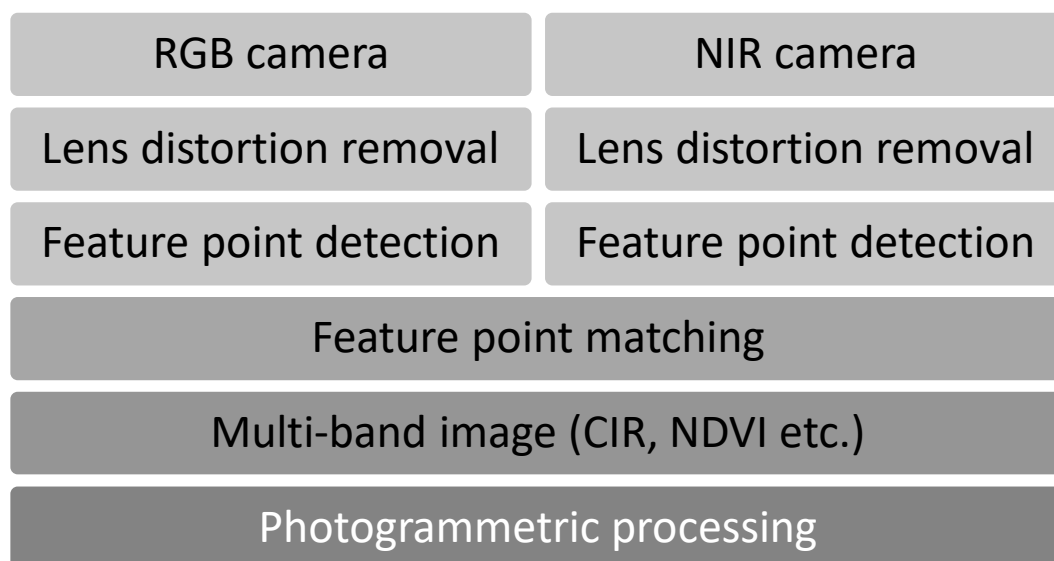 RGB camera
NIR camera
Lens distortion removal
Lens distortion removal
Feature point detection
Feature point detection
Feature point matching
Multi-band image (CIR, NDVI etc.)
Photogrammetric processing